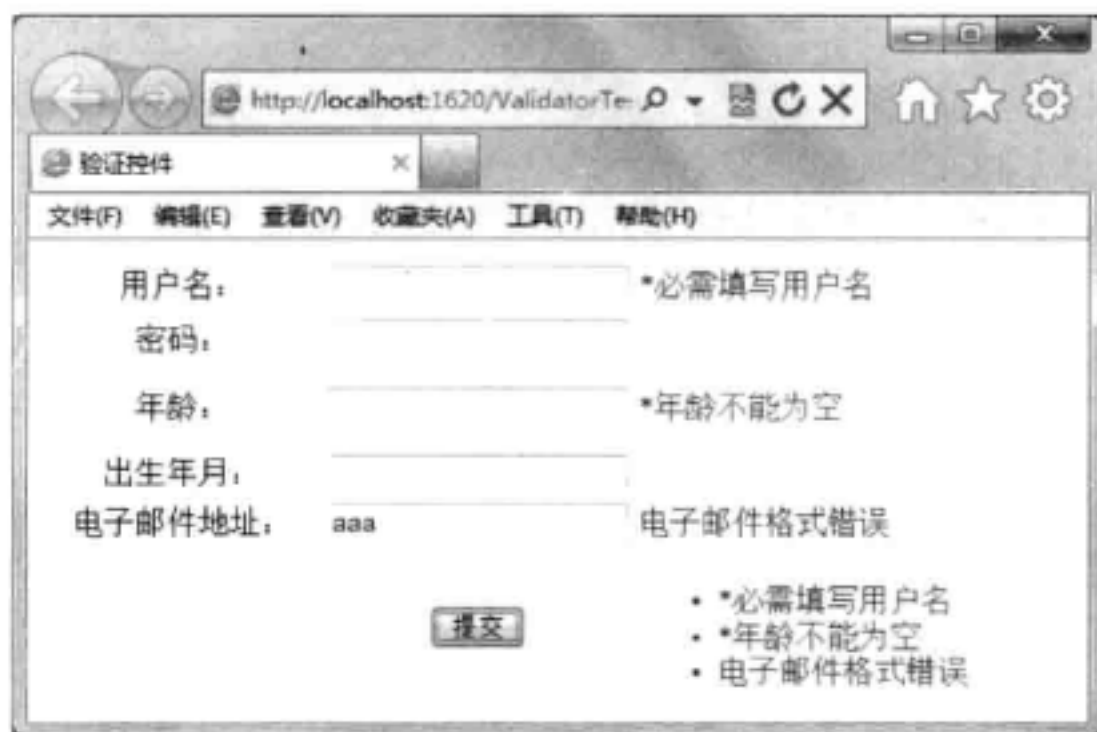 http://localhost:1620/ValidatorTe
验证控件
文件(F) 编辑(E) 查看(V) 收藏夹(A) 工具(T) 帮助(H)
用户名： *必需填写用户名
密码：
年龄： *年龄不能为空
出生年月：
电子邮件地址： aaa 电子邮件格式错误
提交
• *必需填写用户名
• *年龄不能为空
• 电子邮件格式错误